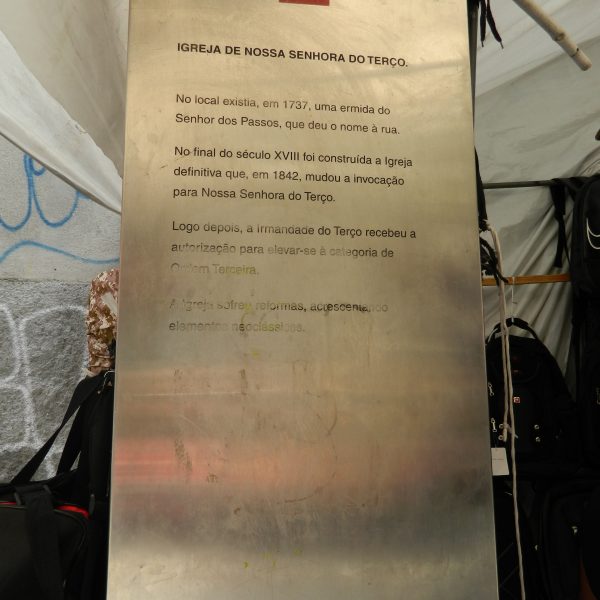 IGREJA DE NOSSA SENHORA DO TERÇO.
No local existia, em 1737, uma ermida do
Senhor dos Passos, que deu o nome à rua.
No final do século XVIII foi construída a Igreja
definitiva que, em 1842, mudou a invocação
para Nossa Senhora do Terço.
Logo depois, a Irmandade do Terço recebeu a
autorização para elevar-se à categoria de
Ordem Terceira.
A Igreja sofreu reformas, acrescentando
elementos neoclássicos.